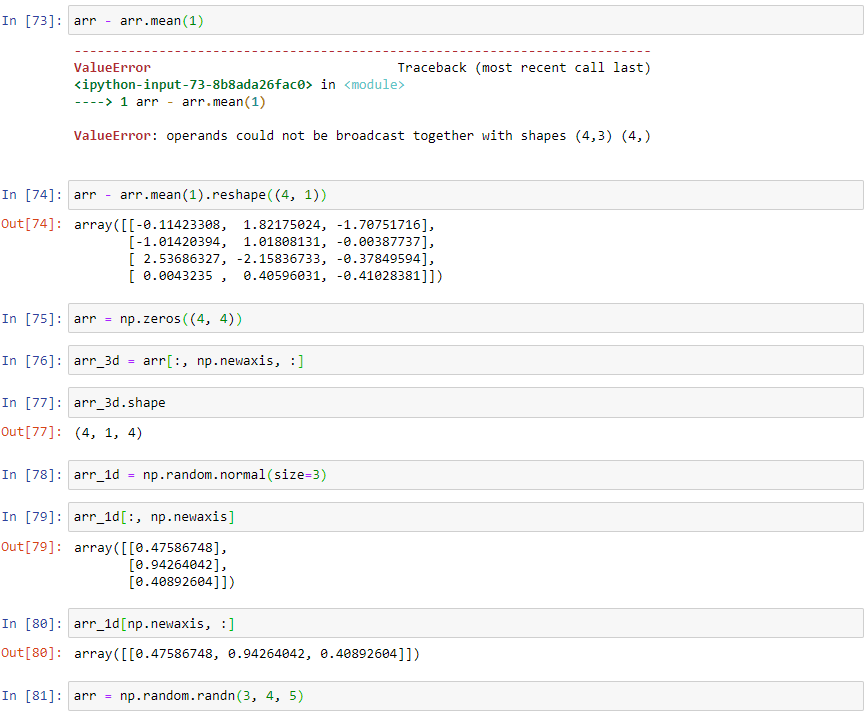 In [73]: arr - arr.mean(1)
---------------------------------------------------------------------------
ValueError                                Traceback (most recent call last)
<ipython-input-73-8b8ada26fac0> in <module>
----> 1 arr - arr.mean(1)
ValueError: operands could not be broadcast together with shapes (4,3) (4,)
In [74]: arr - arr.mean(1).reshape((4, 1))
Out[74]: array([[-0.11423308,  1.82175024, -1.70751716],
       [-1.01420394,  1.01808131, -0.00387737],
       [ 2.53686327, -2.15836733, -0.37849594],
       [ 0.0043235 ,  0.40596031, -0.41028381]])
In [75]: arr = np.zeros((4, 4))
In [76]: arr_3d = arr[:, np.newaxis, :]
In [77]: arr_3d.shape
Out[77]: (4, 1, 4)
In [78]: arr_1d = np.random.normal(size=3)
In [79]: arr_1d[:, np.newaxis]
Out[79]: array([[0.47586748],
       [0.94264042],
       [0.40892604]])
In [80]: arr_1d[np.newaxis, :]
Out[80]: array([[0.47586748, 0.94264042, 0.40892604]])
In [81]: arr = np.random.randn(3, 4, 5)